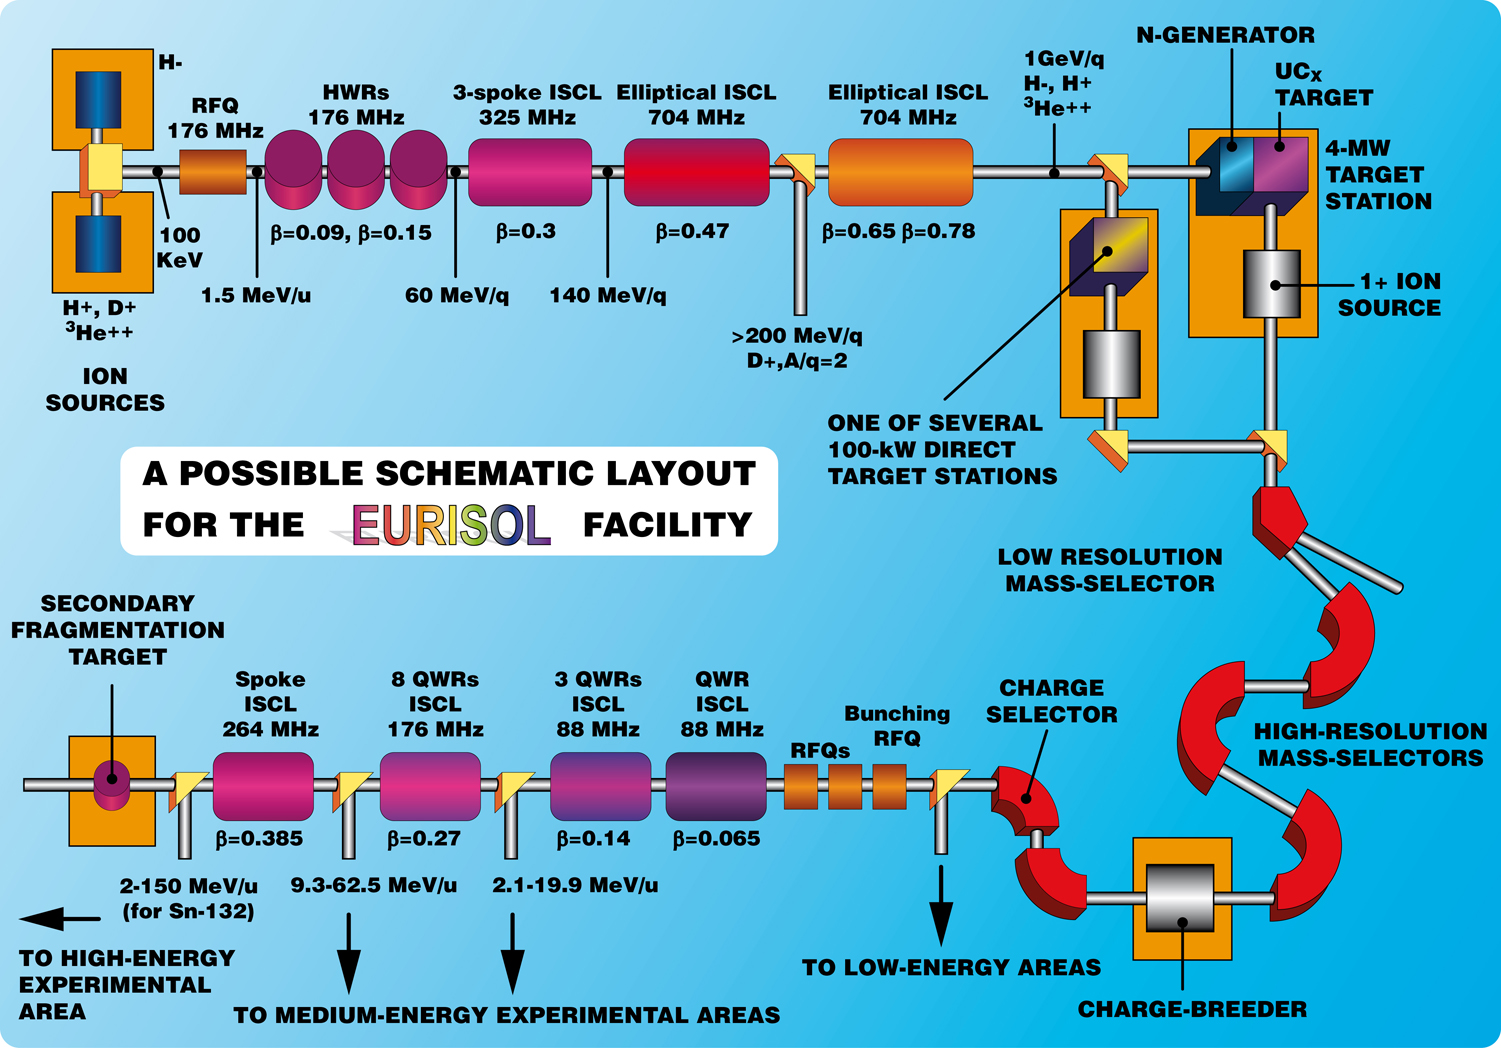 H-
RFQ
176 MHz
HWRs
176 MHz
3-spoke ISCL
325 MHz
Elliptical ISCL
704 MHz
Elliptical ISCL
704 MHz
1GeV/q
H-, H+
³He++
N-GENERATOR
UCx
TARGET
4-MW
TARGET
STATION
100
KeV
β=0.09, β=0.15
β=0.3
β=0.47
β=0.65 β=0.78
1.5 MeV/u
60 MeV/q
140 MeV/q
1+ ION
SOURCE
H+, D+
³He++
>200 MeV/q
D+,A/q=2
ION
SOURCES
ONE OF SEVERAL
100-kW DIRECT
TARGET STATIONS
A POSSIBLE SCHEMATIC LAYOUT
FOR THE EURISOL FACILITY
LOW RESOLUTION
MASS-SELECTOR
SECONDARY
FRAGMENTATION
TARGET
Spoke
ISCL
264 MHz
8 QWRs
ISCL
176 MHz
3 QWRs
ISCL
88 MHz
QWR
ISCL
88 MHz
RFQs
Bunching
RFQ
CHARGE
SELECTOR
HIGH-RESOLUTION
MASS-SELECTORS
β=0.385
β=0.27
β=0.14
β=0.065
2-150 MeV/u
(for Sn-132)
9.3-62.5 MeV/u
2.1-19.9 MeV/u
TO HIGH-ENERGY
EXPERIMENTAL
AREA
TO MEDIUM-ENERGY EXPERIMENTAL AREAS
TO LOW-ENERGY AREAS
CHARGE-BREEDER